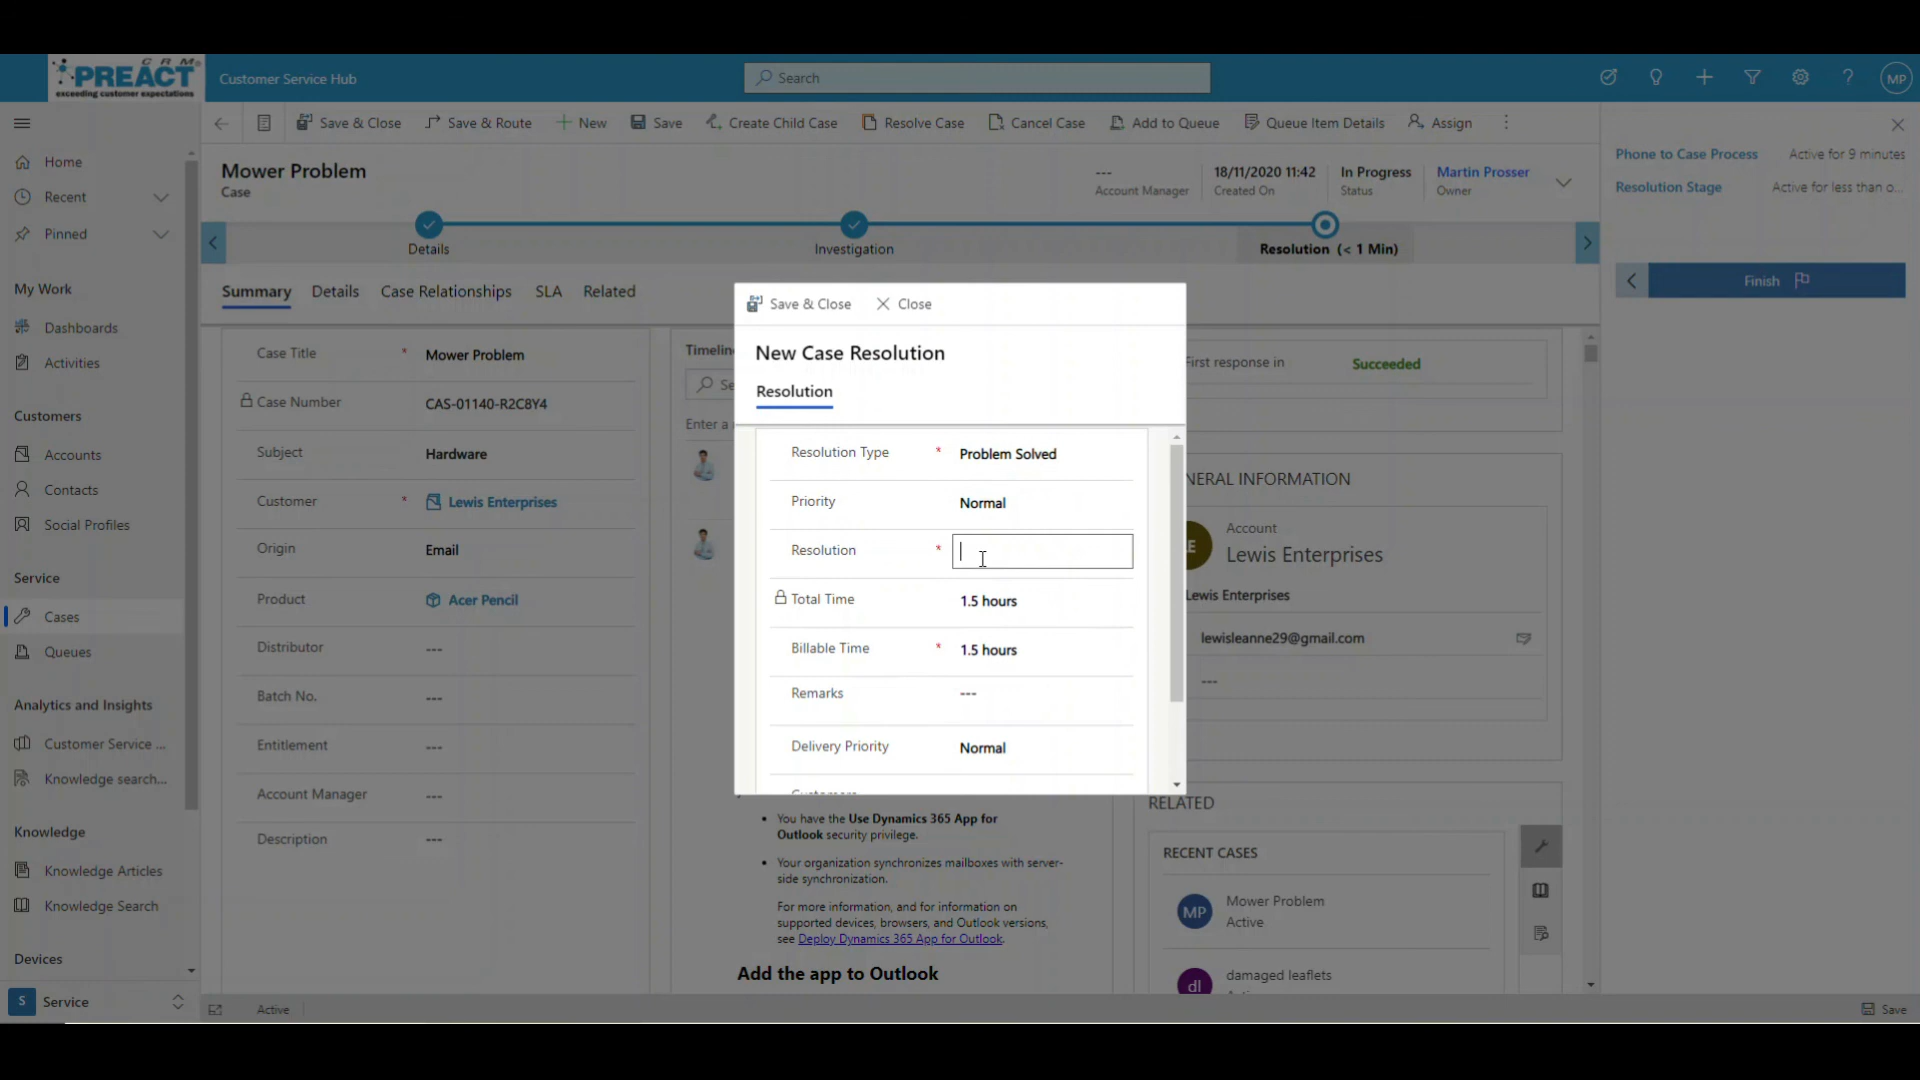 CRM
PREACT
exceeding customer expectations
Customer Service Hub
Search
MP
Save & Close
Save & Route
New
Save
Create Child Case
Resolve Case
Cancel Case
Add to Queue
Queue Item Details
Assign
Home
Recent
Pinned
My Work
Dashboards
Activities
Customers
Accounts
Contacts
Social Profiles
Service
Cases
Queues
Analytics and Insights
Customer Service ...
Knowledge search...
Knowledge
Knowledge Articles
Knowledge Search
Devices
S Service
Mower Problem
Case
---
Account Manager
18/11/2020 11:42
Created On
In Progress
Status
Martin Prosser
Owner
Details
Investigation
Resolution (< 1 Min)
Summary
Details
Case Relationships
SLA
Related
Case Title * Mower Problem
Case Number CAS-01140-R2C8Y4
Subject Hardware
Customer * Lewis Enterprises
Origin Email
Product Acer Pencil
Distributor ---
Batch No. ---
Entitlement ---
Account Manager ---
Description ---
Timelin
Se
Enter a
Save & Close
Close
New Case Resolution
Resolution
Resolution Type * Problem Solved
Priority Normal
Resolution *
Total Time 1.5 hours
Billable Time * 1.5 hours
Remarks ---
Delivery Priority Normal
• You have the Use Dynamics 365 App for
Outlook security privilege.
• Your organization synchronizes mailboxes with server-
side synchronization.
For more information, and for information on
supported devices, browsers, and Outlook versions,
see Deploy Dynamics 365 App for Outlook.
Add the app to Outlook
First response in Succeeded
NERAL INFORMATION
E
Account
Lewis Enterprises
Lewis Enterprises
lewisleanne29@gmail.com
---
RELATED
RECENT CASES
MP
Mower Problem
Active
dl
damaged leaflets
Phone to Case Process Active for 9 minutes
Resolution Stage Active for less than o...
Finish
Active
Save